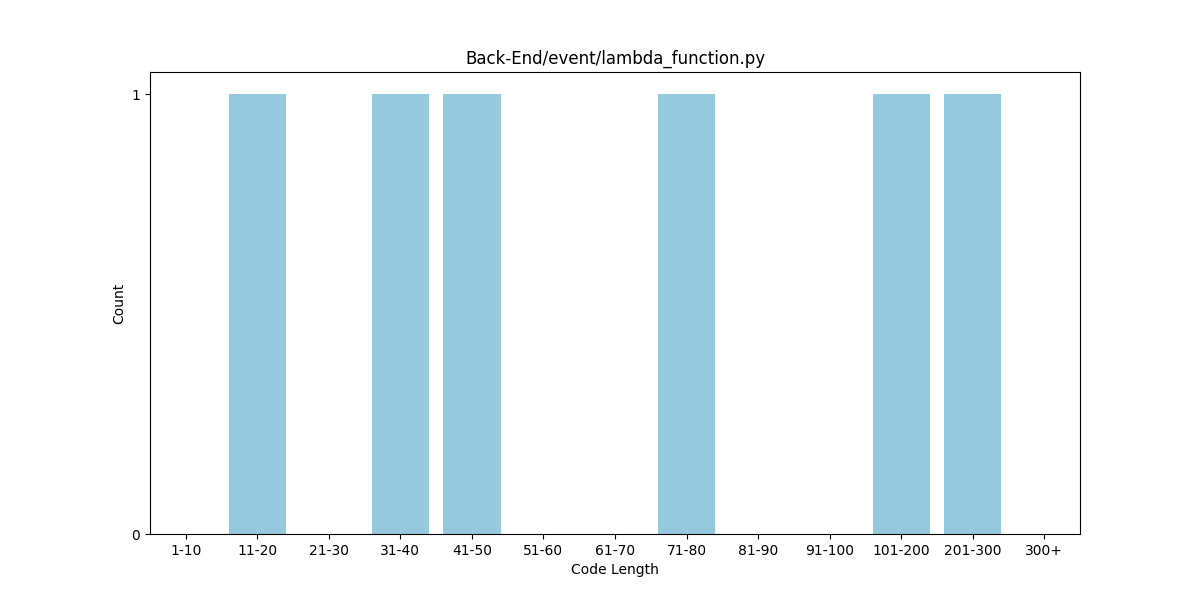 Back-End/event/lambda_function.py
1
0
Count
1-10 11-20 21-30 31-40 41-50 51-60 61-70 71-80 81-90 91-100 101-200 201-300 300+
Code Length